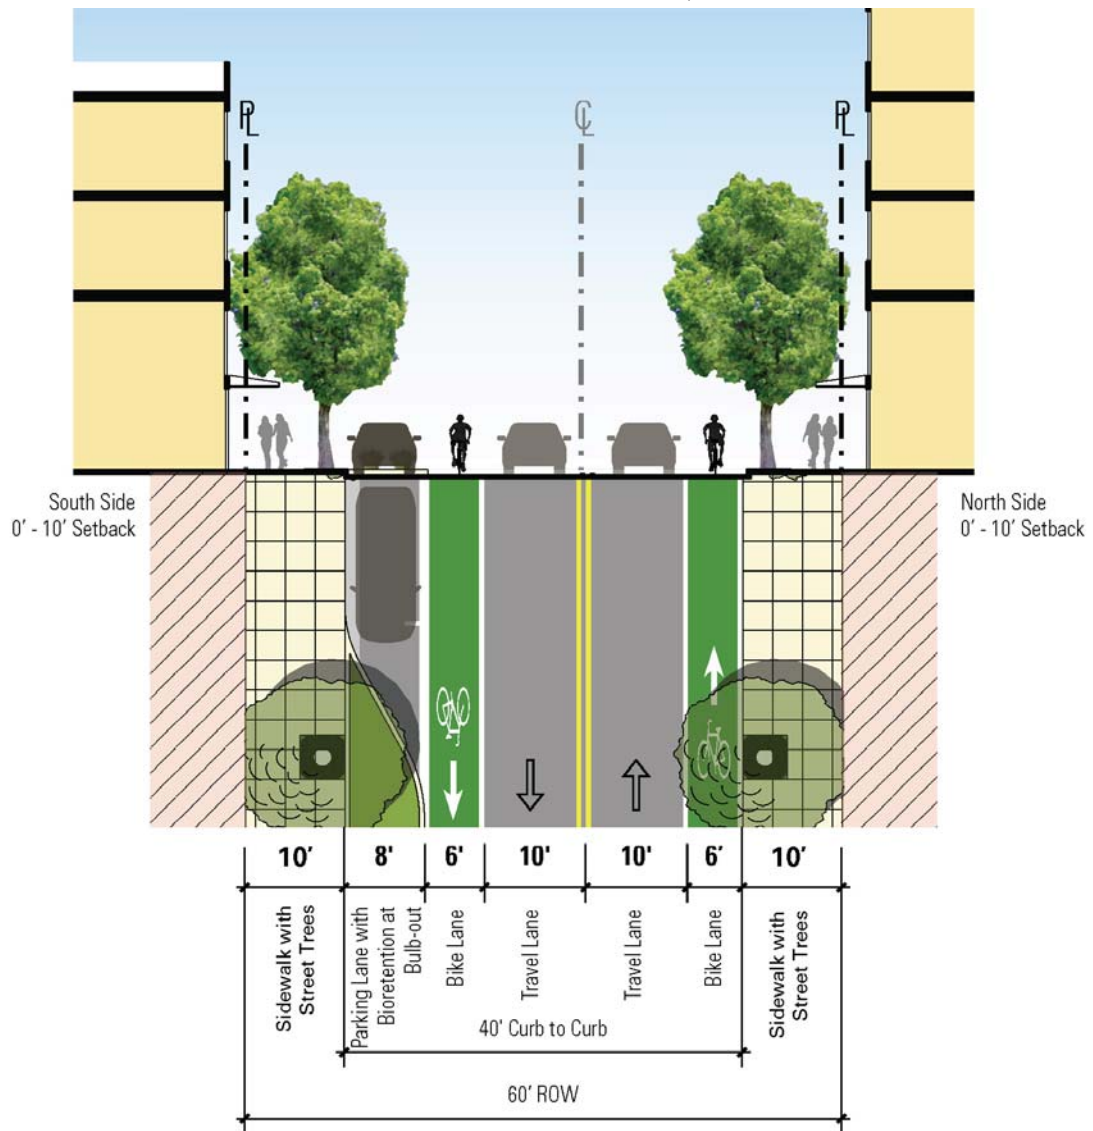 PL
CL
PL
South Side
0' - 10' Setback
North Side
0' - 10' Setback
10'
8'
6'
10'
10'
6'
10'
Sidewalk with
Street Trees
Parking Lane with
Bioretention at
Bulb-out
Bike Lane
Travel Lane
Travel Lane
Bike Lane
Sidewalk with
Street Trees
40' Curb to Curb
60' ROW